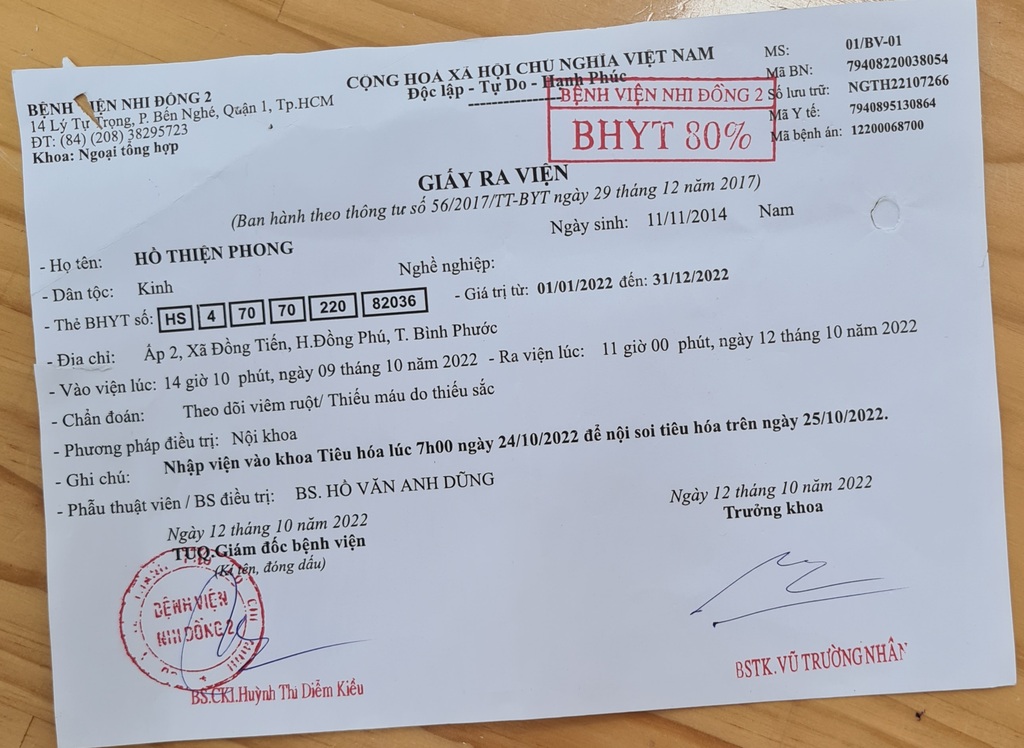 BỆNH VIỆN NHI ĐỒNG 2
14 Lý Tự Trọng, P. Bến Nghé, Quận 1, Tp.HCM
ĐT: (84) (208) 38295723
Khoa: Ngoại tổng hợp
CỘNG HOÀ XÃ HỘI CHỦ NGHĨA VIỆT NAM
Độc lập - Tự Do - Hạnh Phúc
BỆNH VIỆN NHI ĐỒNG 2
BHYT 80%
MS: 01/BV-01
Mã BN: 79408220038054
Số lưu trữ: NGTH22107266
Mã Y tế: 7940895130864
Mã bệnh án: 12200068700
GIẤY RA VIỆN
(Ban hành theo thông tư số 56/2017/TT-BYT ngày 29 tháng 12 năm 2017)
- Họ tên: HỒ THIỆN PHONG Ngày sinh: 11/11/2014 Nam
- Dân tộc: Kinh Nghề nghiệp:
- Thẻ BHYT số: HS 4 70 70 220 82036 - Giá trị từ: 01/01/2022 đến: 31/12/2022
- Địa chỉ: Ấp 2, Xã Đồng Tiến, H.Đồng Phú, T. Bình Phước
- Vào viện lúc: 14 giờ 10 phút, ngày 09 tháng 10 năm 2022 - Ra viện lúc: 11 giờ 00 phút, ngày 12 tháng 10 năm 2022
- Chẩn đoán: Theo dõi viêm ruột/ Thiếu máu do thiếu sắc
- Phương pháp điều trị: Nội khoa
- Ghi chú: Nhập viện vào khoa Tiêu hóa lúc 7h00 ngày 24/10/2022 để nội soi tiêu hóa trên ngày 25/10/2022.
- Phẫu thuật viên / BS điều trị: BS. HỒ VĂN ANH DŨNG
Ngày 12 tháng 10 năm 2022
TUQ.Giám đốc bệnh viện
(Kí tên, đóng dấu)
BỆNH VIỆN
NHI ĐỒNG 2
BS.CKI.Huỳnh Thi Diễm Kiều
Ngày 12 tháng 10 năm 2022
Trưởng khoa
BSTK. VŨ TRƯỜNG NHÂN